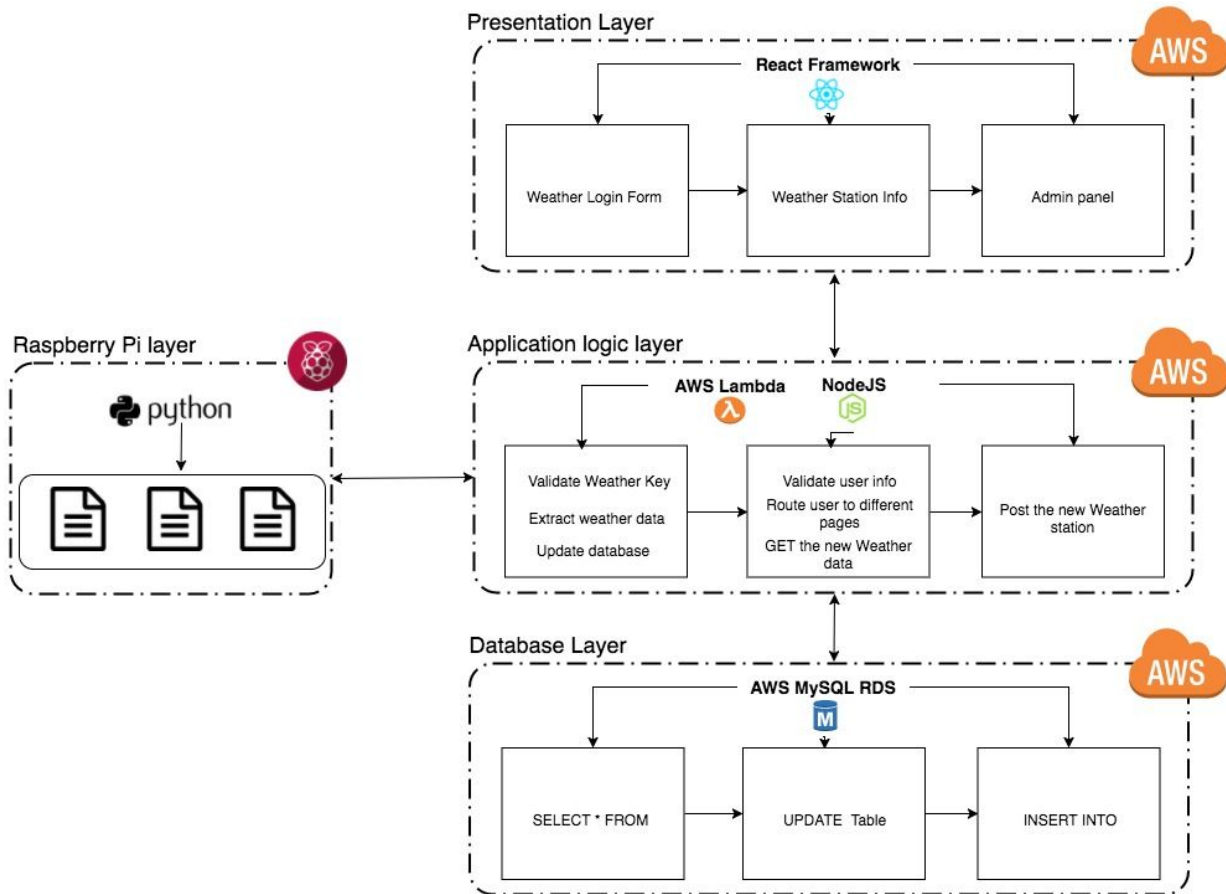 Presentation Layer
AWS
React Framework
Weather Login Form
Weather Station Info
Admin panel
Raspberry Pi layer
python
Application logic layer
AWS
AWS Lambda
NodeJS
λ
JS
Validate Weather Key
Extract weather data
Update database
Validate user info
Route user to different
pages
GET the new Weather
data
Post the new Weather
station
Database Layer
AWS
AWS MySQL RDS
M
SELECT * FROM
UPDATE Table
INSERT INTO